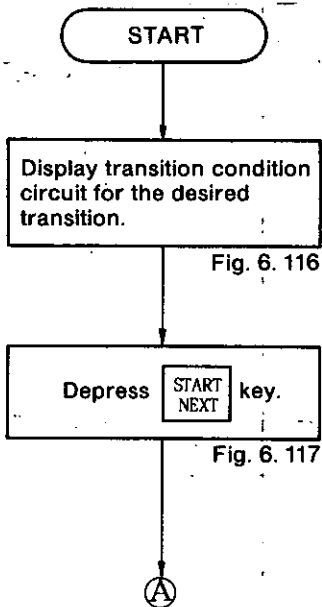 START
Display transition condition
circuit for the desired
transition.
Fig. 6. 116
Depress START NEXT key.
Fig. 6. 117
A